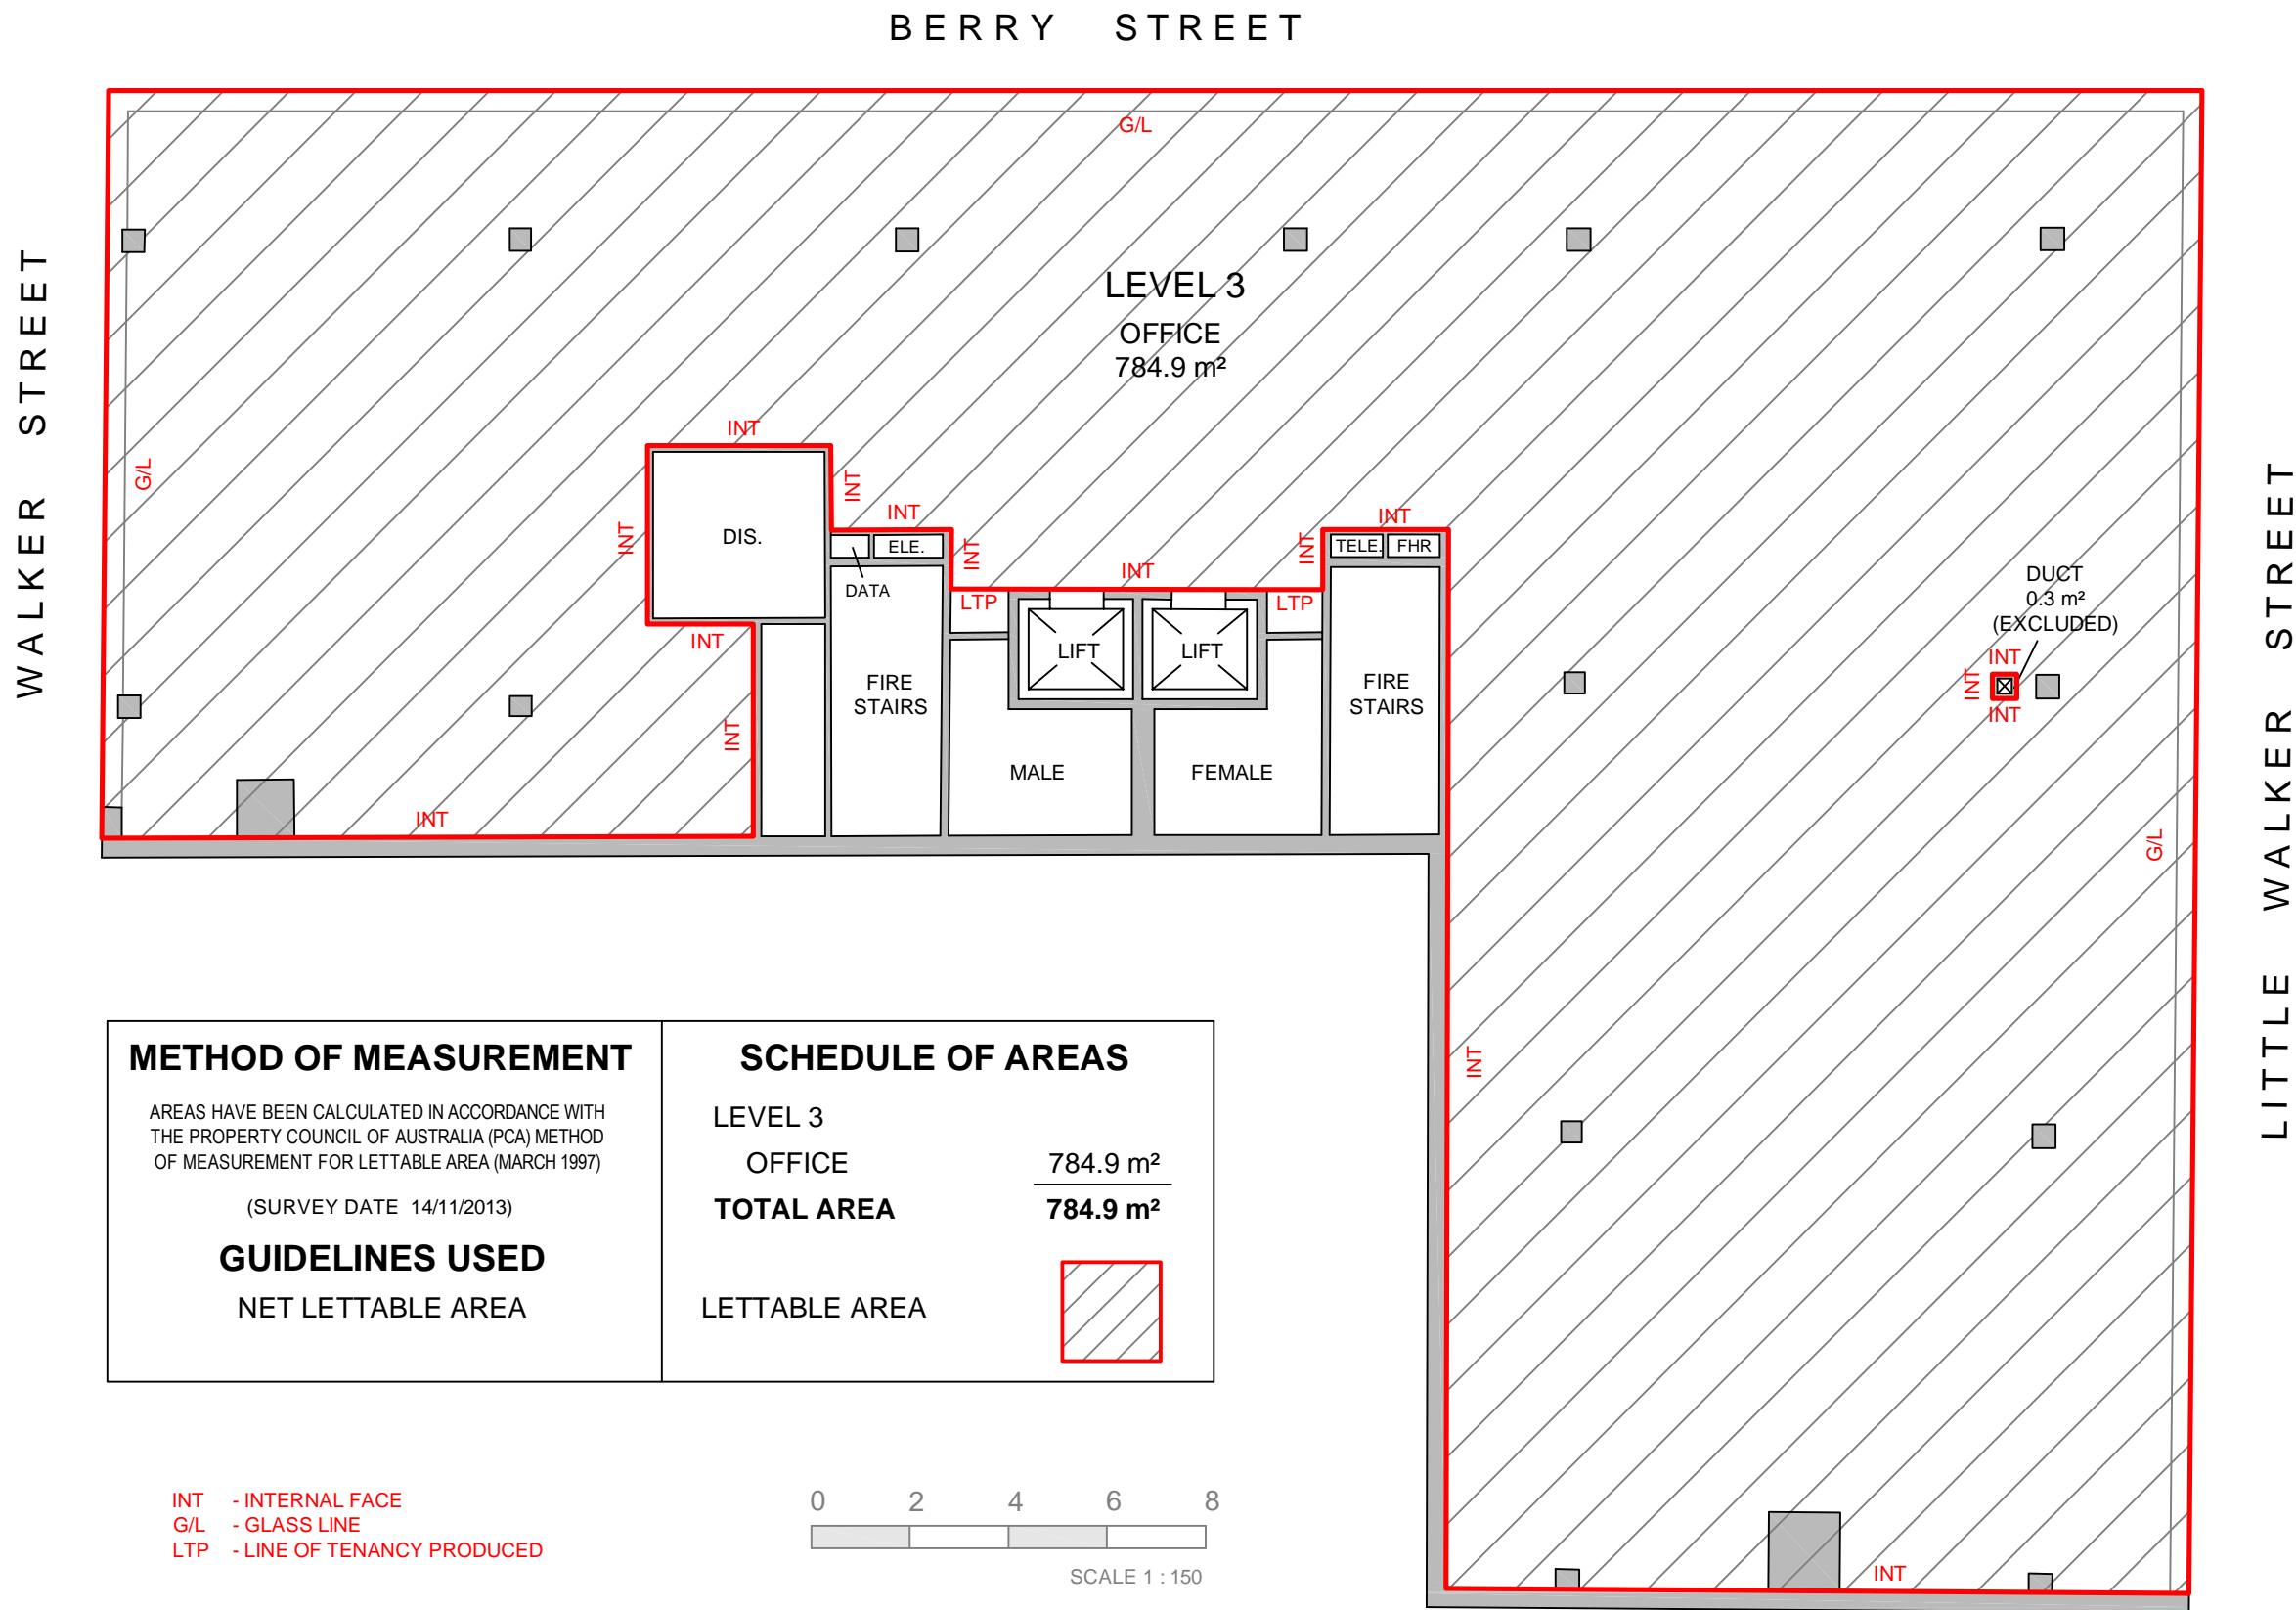 BERRY STREET
G/L
WALKER STREET
LEVEL 3
OFFICE
784.9 m²
G/L
INT
INT
INT
INT
INT
INT
INT
INT
INT
INT
INT
INT
DIS.
DATA
ELE.
TELE.
FHR
LTP
LTP
LIFT
LIFT
FIRE
STAIRS
FIRE
STAIRS
MALE
FEMALE
DUCT
0.3 m²
(EXCLUDED)
INT
INT
INT
G/L
LITTLE WALKER STREET
INT
METHOD OF MEASUREMENT
AREAS HAVE BEEN CALCULATED IN ACCORDANCE WITH
THE PROPERTY COUNCIL OF AUSTRALIA (PCA) METHOD
OF MEASUREMENT FOR LETTABLE AREA (MARCH 1997)
(SURVEY DATE 14/11/2013)
GUIDELINES USED
NET LETTABLE AREA
SCHEDULE OF AREAS
LEVEL 3
OFFICE 784.9 m²
TOTAL AREA 784.9 m²
LETTABLE AREA
INT - INTERNAL FACE
G/L - GLASS LINE
LTP - LINE OF TENANCY PRODUCED
0 2 4 6 8
SCALE 1 : 150